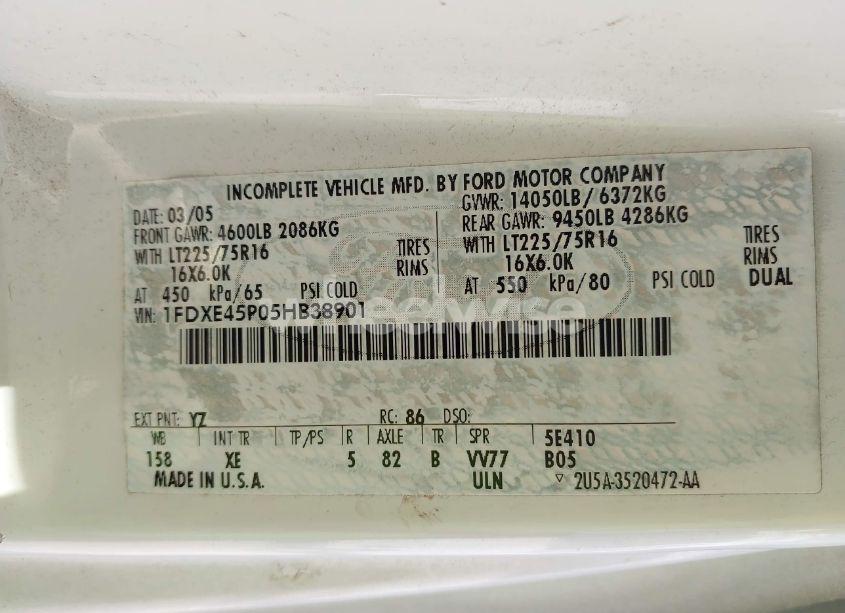 INCOMPLETE VEHICLE MFD. BY FORD MOTOR COMPANY
DATE: 03/05 GVWR: 14050LB / 6372KG
FRONT GAWR: 4600LB 2086KG REAR GAWR: 9450LB 4286KG
WITH LT225/75R16 TIRES WITH LT225/75R16 TIRES
16X6.0K RIMS 16X6.0K RIMS
AT 450 kPa/65 PSI COLD AT 550 kPa/80 PSI COLD DUAL
VIN: 1FDXE45P05HB38901
wheelwise
EXT PNT: YZ RC: 86 DSO:
WB INT TR TP/PS R AXLE TR SPR 5E410
158 XE 5 82 B VV77 B05
MADE IN U.S.A. ULN 2U5A-3520472-AA